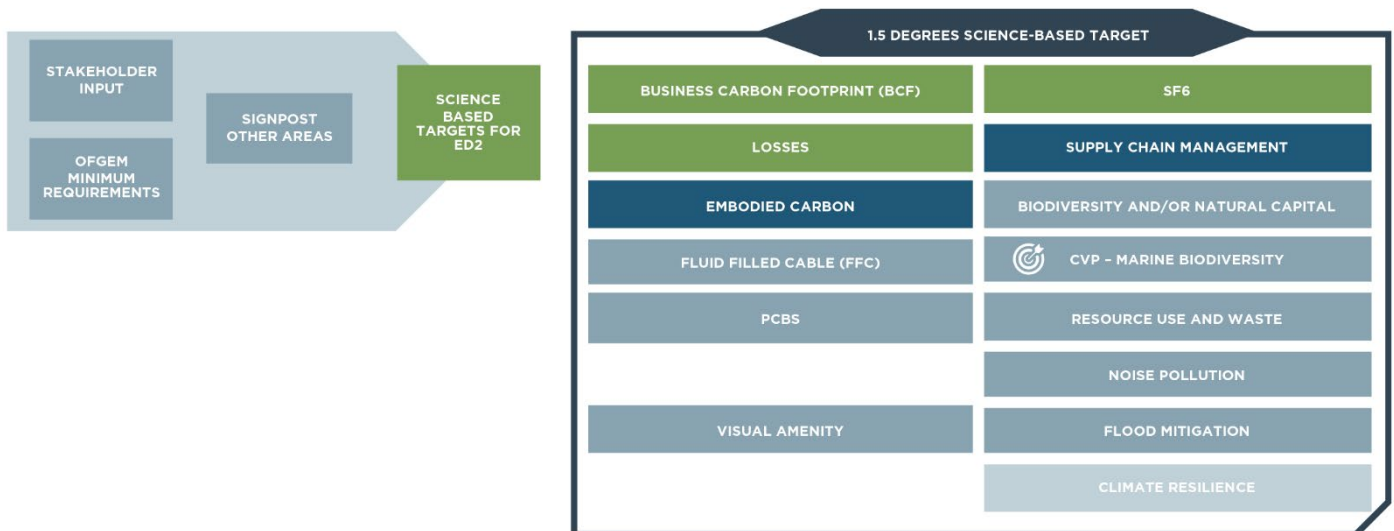 STAKEHOLDER
INPUT
OFGEM
MINIMUM
REQUIREMENTS
SIGNPOST
OTHER AREAS
SCIENCE
BASED
TARGETS FOR
ED2
1.5 DEGREES SCIENCE-BASED TARGET
BUSINESS CARBON FOOTPRINT (BCF)
SF6
LOSSES
SUPPLY CHAIN MANAGEMENT
EMBODIED CARBON
BIODIVERSITY AND/OR NATURAL CAPITAL
FLUID FILLED CABLE (FFC)
CVP – MARINE BIODIVERSITY
PCBS
RESOURCE USE AND WASTE
NOISE POLLUTION
VISUAL AMENITY
FLOOD MITIGATION
CLIMATE RESILIENCE